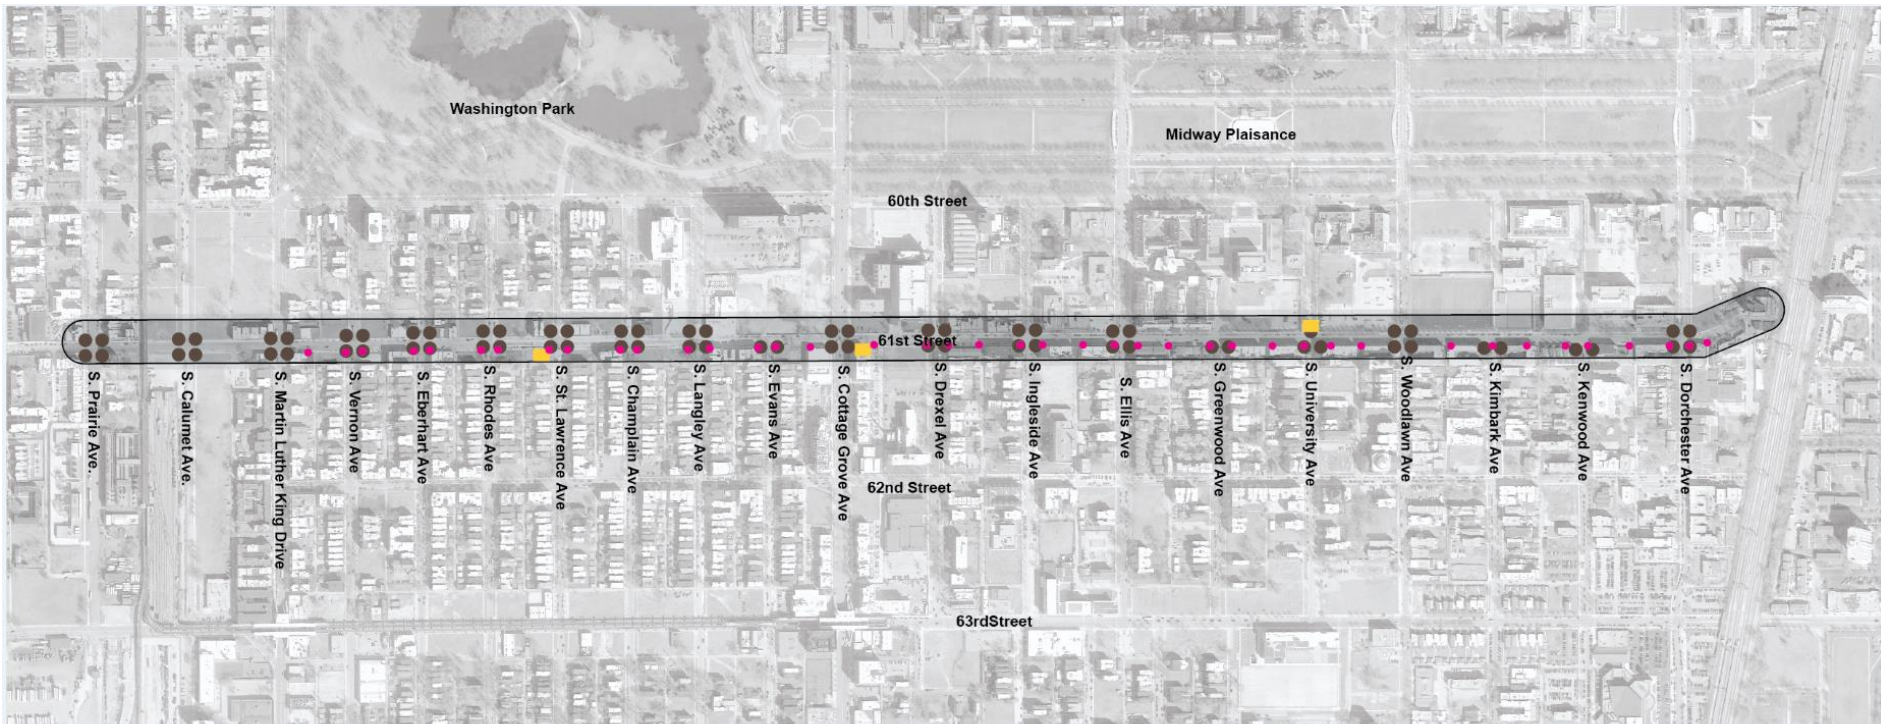 Washington Park
Midway Plaisance
60th Street
61st Street
S. Prairie Ave.
S. Calumet Ave.
S. Martin Luther King Drive
S. Vernon Ave
S. Eberhart Ave
S. Rhodes Ave
S. St. Lawrence Ave
S. Champlain Ave
S. Langley Ave
S. Evans Ave
S. Cottage Grove Ave
S. Drexel Ave
S. Ingleside Ave
S. Ellis Ave
S. Greenwood Ave
S. University Ave
S. Woodlawn Ave
S. Kimbark Ave
S. Kenwood Ave
S. Dorchester Ave
62nd Street
63rdStreet